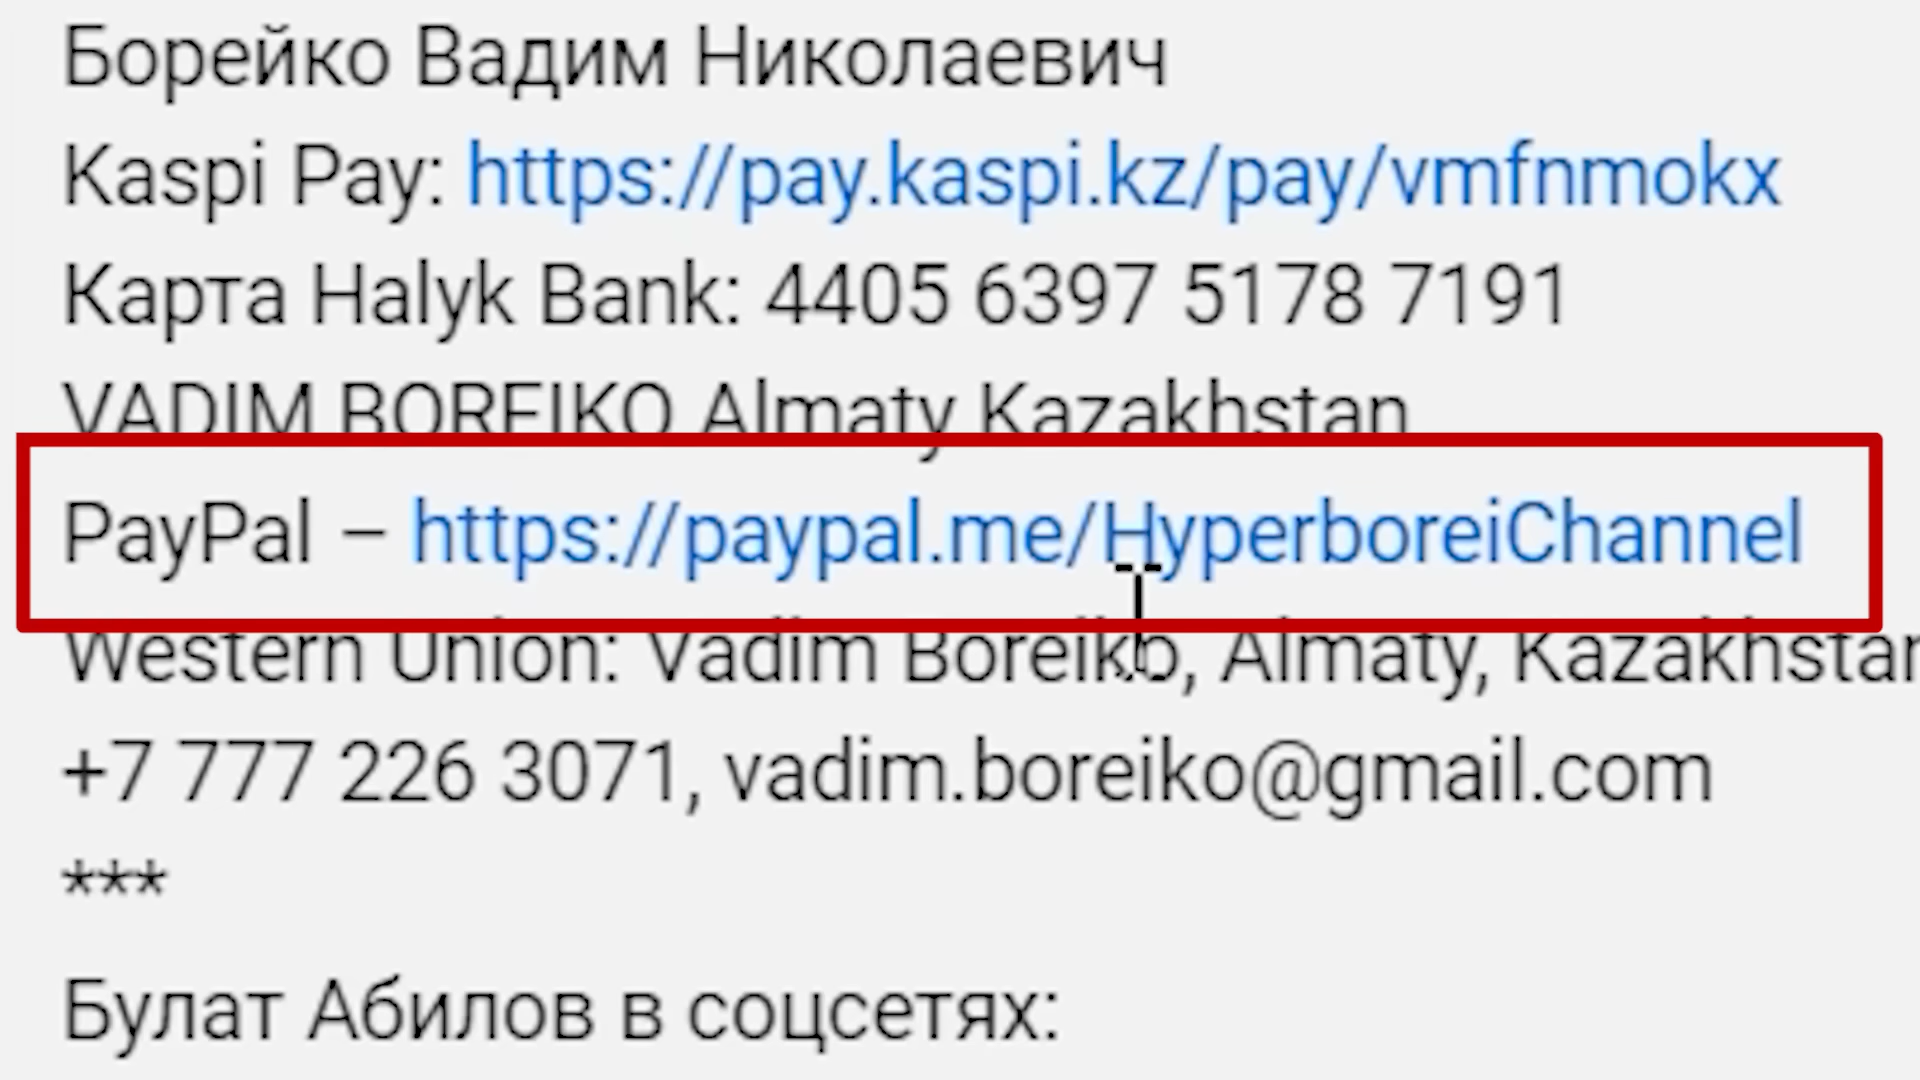 Борейко Вадим Николаевич
Kaspi Pay: https://pay.kaspi.kz/pay/vmfnmokx
Карта Halyk Bank: 4405 6397 5178 7191
VADIM BOREIKO Almaty Kazakhstan
PayPal – https://paypal.me/HyperboreiChannel
Western Union: Vadim Boreiko, Almaty, Kazakhstan
+7 777 226 3071, vadim.boreiko@gmail.com
***
Булат Абилов в соцсетях: